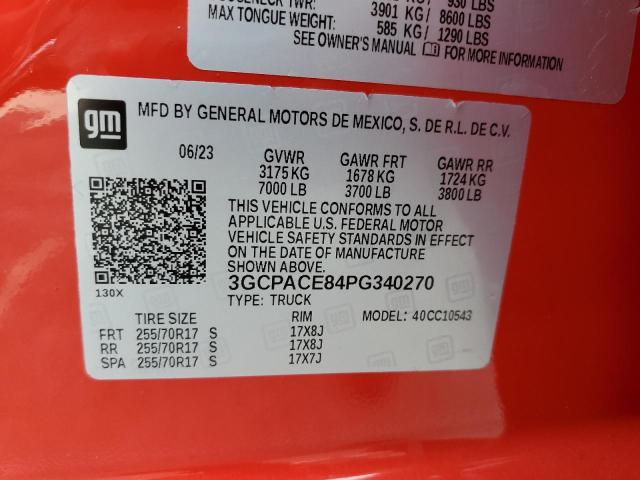 930 LBS
3901 KG/ 8600 LBS
MAX TONGUE WEIGHT: 585 KG/ 1290 LBS
SEE OWNER'S MANUAL FOR MORE INFORMATION
gm
MFD BY GENERAL MOTORS DE MEXICO, S. DE R.L. DE C.V.
06/23 GVWR GAWR FRT GAWR RR
3175 KG 1678 KG 1724 KG
7000 LB 3700 LB 3800 LB
THIS VEHICLE CONFORMS TO ALL
APPLICABLE U.S. FEDERAL MOTOR
VEHICLE SAFETY STANDARDS IN EFFECT
ON THE DATE OF MANUFACTURE
SHOWN ABOVE.
130X
3GCPACE84PG340270
TYPE: TRUCK
TIRE SIZE RIM MODEL: 40CC10543
FRT 255/70R17 S 17X8J
RR 255/70R17 S 17X8J
SPA 255/70R17 S 17X7J